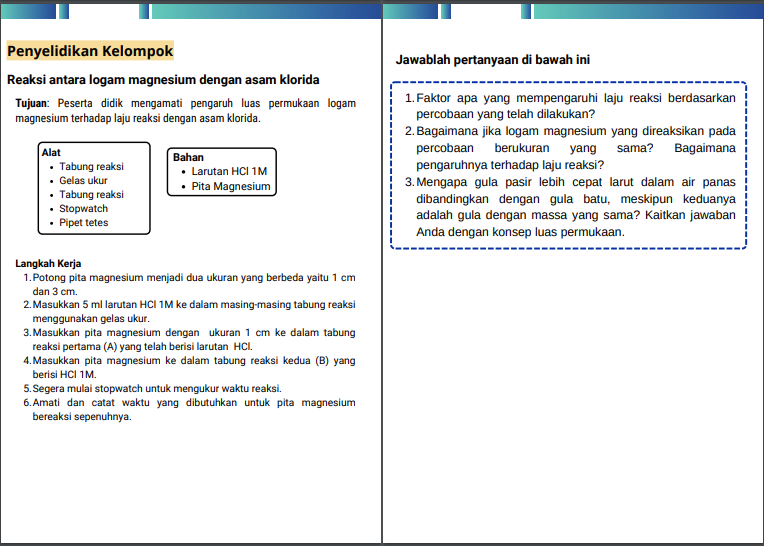 Penyelidikan Kelompok
Reaksi antara logam magnesium dengan asam klorida
Tujuan: Peserta didik mengamati pengaruh luas permukaan logam
magnesium terhadap laju reaksi dengan asam klorida.
Alat
• Tabung reaksi
• Gelas ukur
• Tabung reaksi
• Stopwatch
• Pipet tetes
Bahan
• Larutan HCl 1M
• Pita Magnesium
Langkah Kerja
1. Potong pita magnesium menjadi dua ukuran yang berbeda yaitu 1 cm
dan 3 cm.
2. Masukkan 5 ml larutan HCl 1M ke dalam masing-masing tabung reaksi
menggunakan gelas ukur.
3. Masukkan pita magnesium dengan ukuran 1 cm ke dalam tabung
reaksi pertama (A) yang telah berisi larutan HCl.
4. Masukkan pita magnesium ke dalam tabung reaksi kedua (B) yang
berisi HCl 1M.
5. Segera mulai stopwatch untuk mengukur waktu reaksi.
6. Amati dan catat waktu yang dibutuhkan untuk pita magnesium
bereaksi sepenuhnya.
Jawablah pertanyaan di bawah ini
1. Faktor apa yang mempengaruhi laju reaksi berdasarkan
percobaan yang telah dilakukan?
2. Bagaimana jika logam magnesium yang direaksikan pada
percobaan berukuran yang sama? Bagaimana
pengaruhnya terhadap laju reaksi?
3. Mengapa gula pasir lebih cepat larut dalam air panas
dibandingkan dengan gula batu, meskipun keduanya
adalah gula dengan massa yang sama? Kaitkan jawaban
Anda dengan konsep luas permukaan.